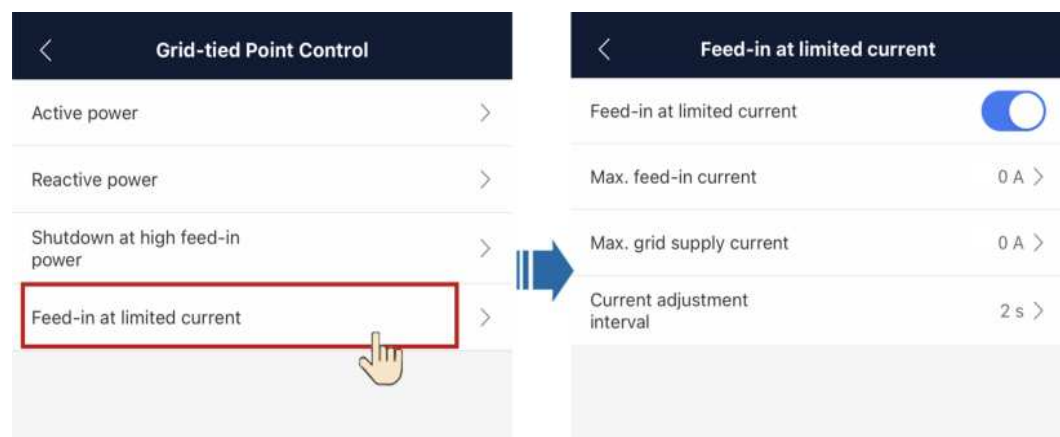 Grid-tied Point Control
Active power
Reactive power
Shutdown at high feed-in
power
Feed-in at limited current
Feed-in at limited current
Feed-in at limited current
Max. feed-in current
0 A
Max. grid supply current
0 A
Current adjustment
interval
2 s